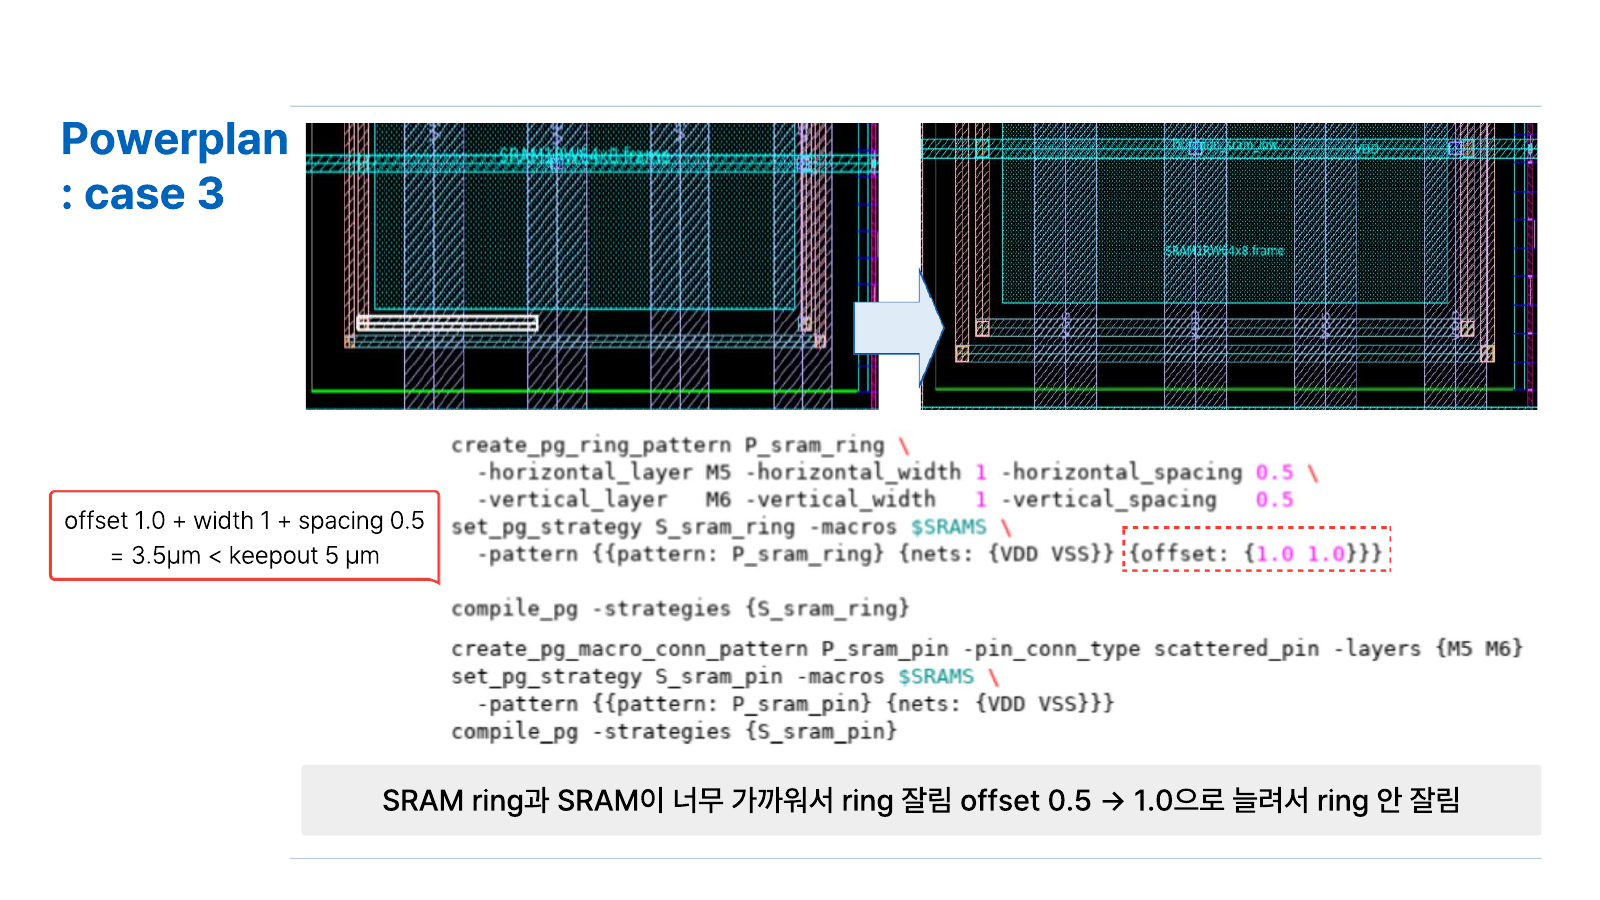 Powerplan
: case 3
SRAM1RW64x8.frame
VDD
SRAM1RW64x8.frame
create_pg_ring_pattern P_sram_ring \
-horizontal_layer M5 -horizontal_width 1 -horizontal_spacing 0.5 \
-vertical_layer M6 -vertical_width 1 -vertical_spacing 0.5
set_pg_strategy S_sram_ring -macros $SRAMS \
-pattern {{pattern: P_sram_ring} {nets: {VDD VSS}} {offset: {1.0 1.0}}}
offset 1.0 + width 1 + spacing 0.5
= 3.5μm < keepout 5 μm
compile_pg -strategies {S_sram_ring}
create_pg_macro_conn_pattern P_sram_pin -pin_conn_type scattered_pin -layers {M5 M6}
set_pg_strategy S_sram_pin -macros $SRAMS \
-pattern {{pattern: P_sram_pin} {nets: {VDD VSS}}}
compile_pg -strategies {S_sram_pin}
SRAM ring과 SRAM이 너무 가까워서 ring 잘림 offset 0.5 → 1.0으로 늘려서 ring 안 잘림